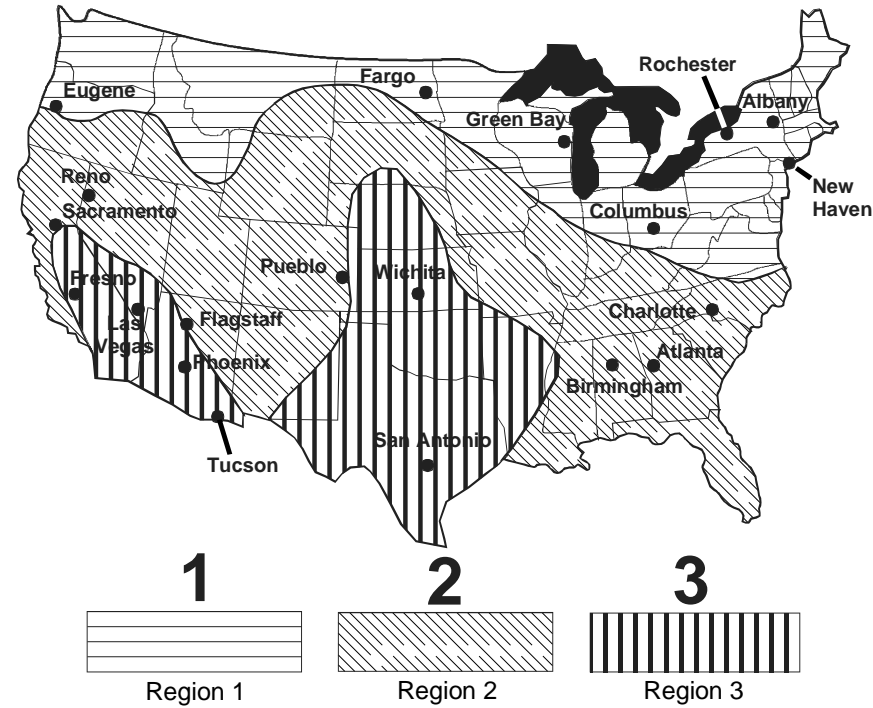 Rochester
Fargo
Eugene
Albany
Green Bay
Reno
New
Haven
Sacramento
Columbus
Pueblo
Wichita
Fresno
Charlotte
Las
Vegas
Flagstaff
Atlanta
Phoenix
Birmingham
San Antonio
Tucson
1
2
3
Region 1
Region 2
Region 3